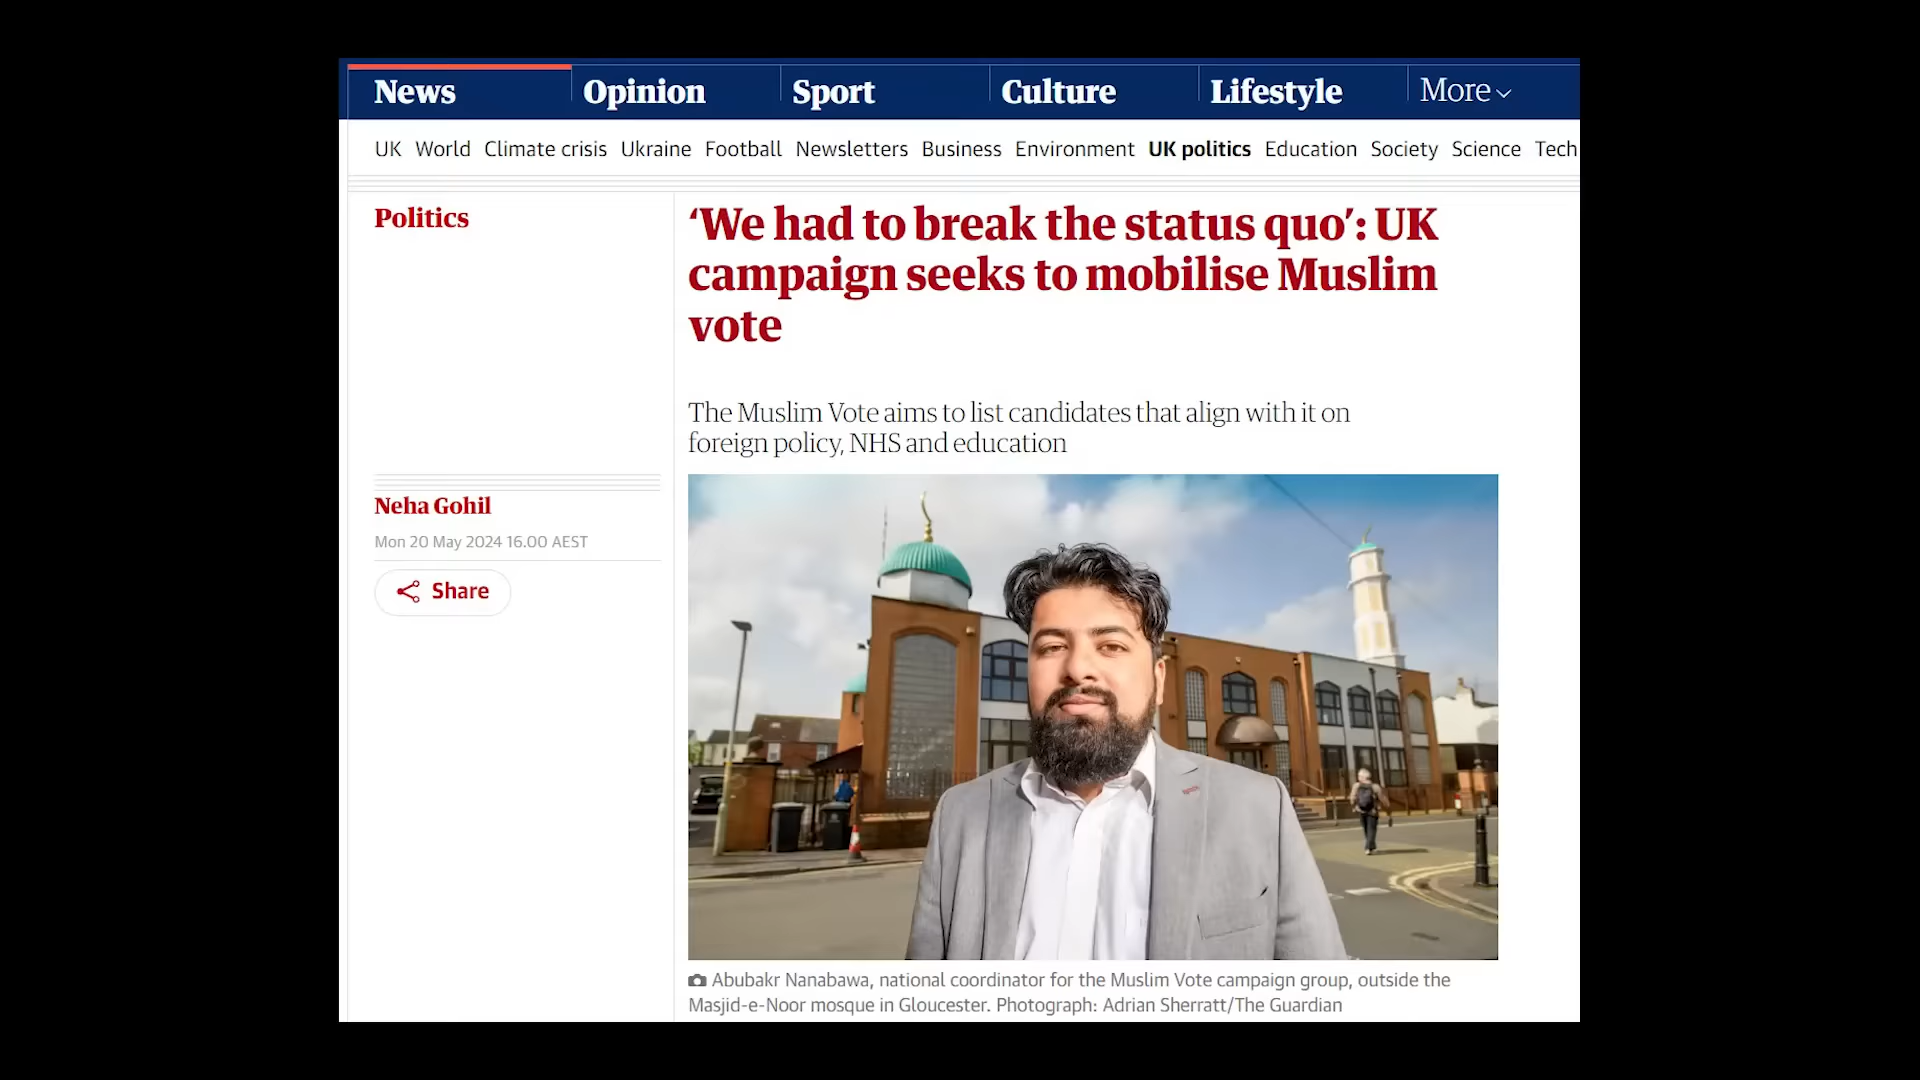 News Opinion Sport Culture Lifestyle More
UK World Climate crisis Ukraine Football Newsletters Business Environment UK politics Education Society Science Tech
Politics
‘We had to break the status quo’: UK
campaign seeks to mobilise Muslim
vote
The Muslim Vote aims to list candidates that align with it on
foreign policy, NHS and education
Neha Gohil
Mon 20 May 2024 16.00 AEST
Share
Abubakr Nanabawa, national coordinator for the Muslim Vote campaign group, outside the
Masjid-e-Noor mosque in Gloucester. Photograph: Adrian Sherratt/The Guardian